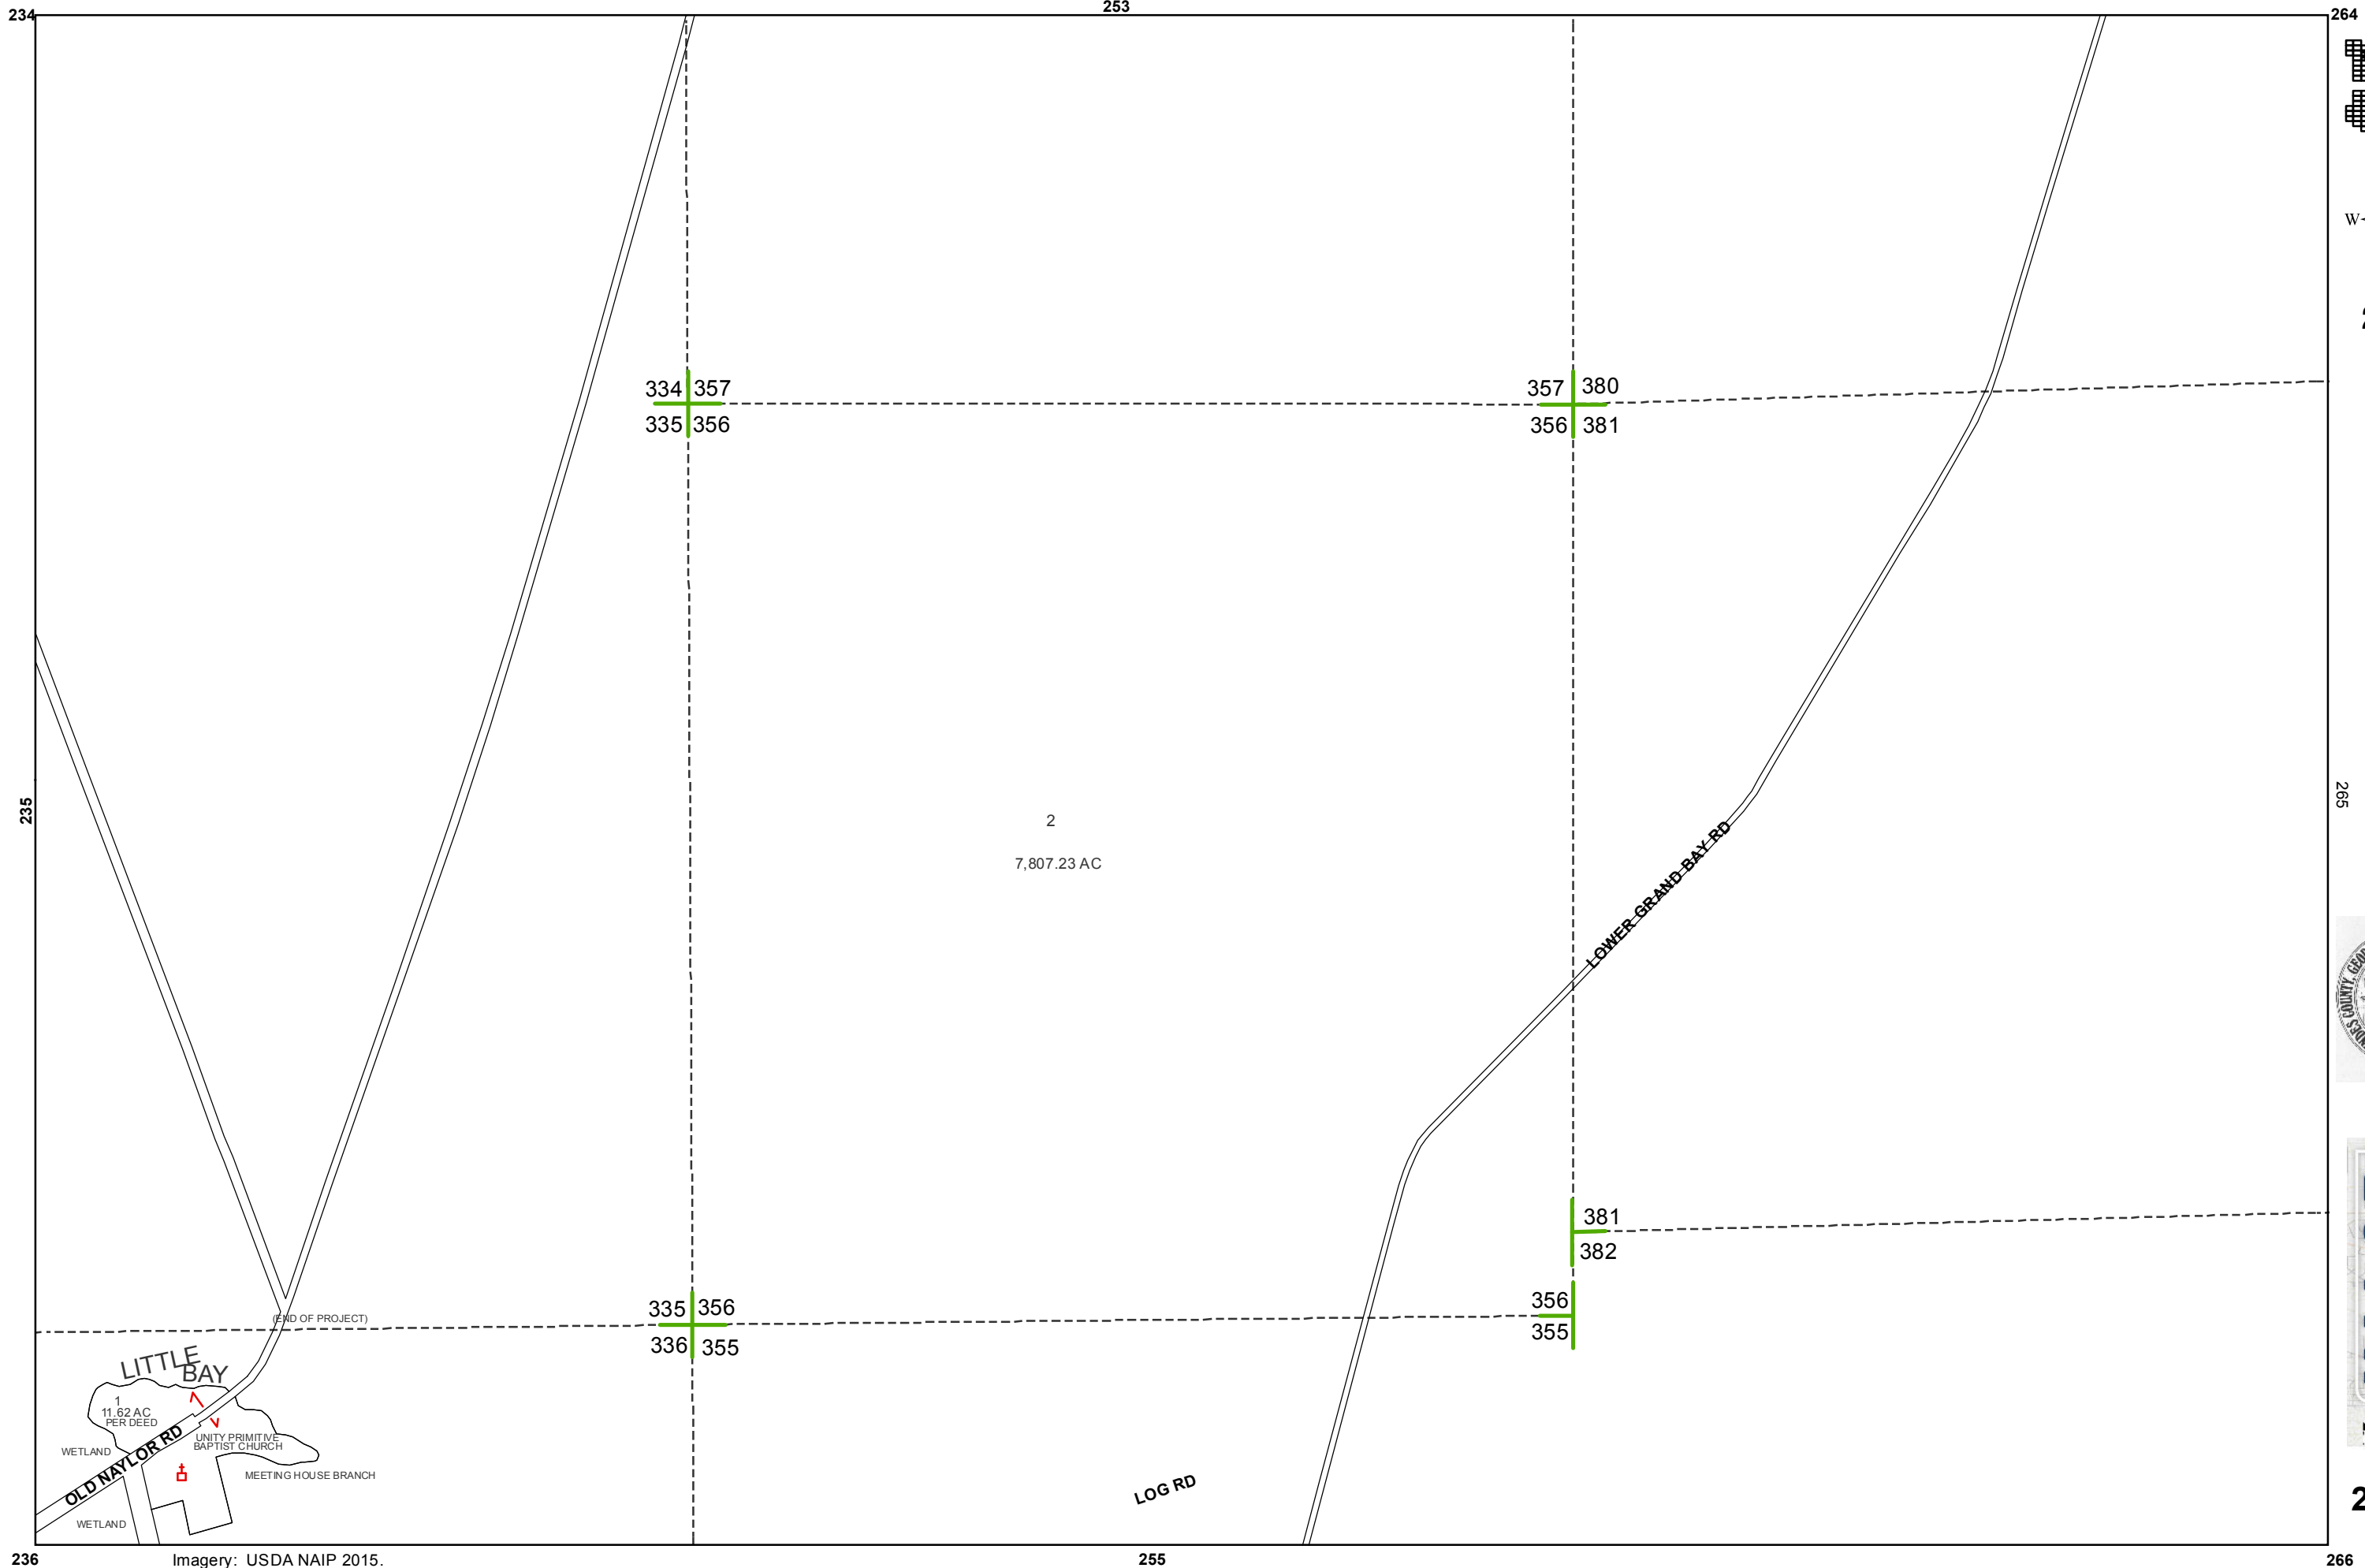 234
253
264
W
334 357
335 356
357 380
356 381
235
265
2
7,807.23 AC
LOWER GRAND BAY RD
381
382
335 356
336 355
356
355
(END OF PROJECT)
LITTLE
BAY
1
11.62 AC
PER DEED
UNITY PRIMITIVE
BAPTIST CHURCH
WETLAND
OLD NAYLOR RD
MEETING HOUSE BRANCH
LOG RD
WETLAND
236
Imagery: USDA NAIP 2015.
255
266